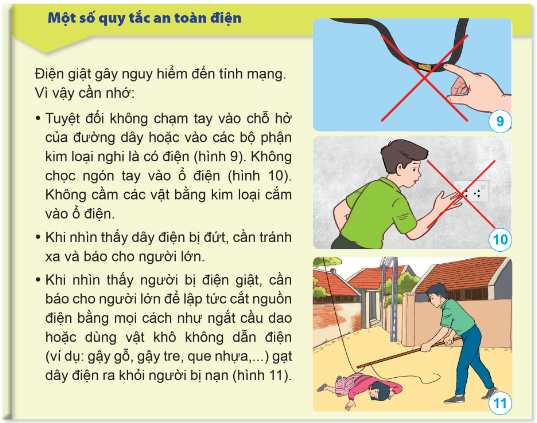 Một số quy tắc an toàn điện
Điện giật gây nguy hiểm đến tính mạng.
Vì vậy cần nhớ:
• Tuyệt đối không chạm tay vào chỗ hở
của đường dây hoặc vào các bộ phận
kim loại nghi là có điện (hình 9). Không
chọc ngón tay vào ổ điện (hình 10).
Không cầm các vật bằng kim loại cắm
vào ổ điện.
• Khi nhìn thấy dây điện bị đứt, cần tránh
xa và báo cho người lớn.
• Khi nhìn thấy người bị điện giật, cần
báo cho người lớn để lập tức cắt nguồn
điện bằng mọi cách như ngắt cầu dao
hoặc dùng vật khô không dẫn điện
(ví dụ: gậy gỗ, gậy tre, que nhựa,...) gạt
dây điện ra khỏi người bị nạn (hình 11).
9
10
11